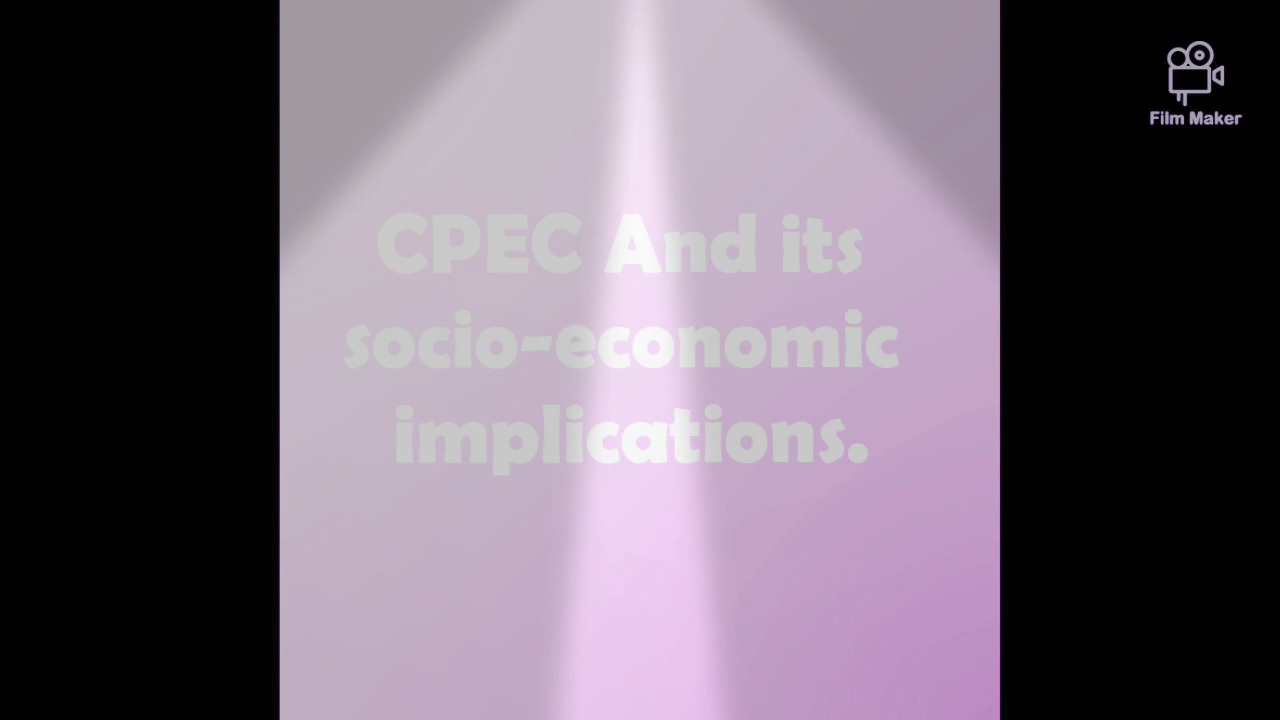 Film Maker
CPEC And its
socio-economic
implications.